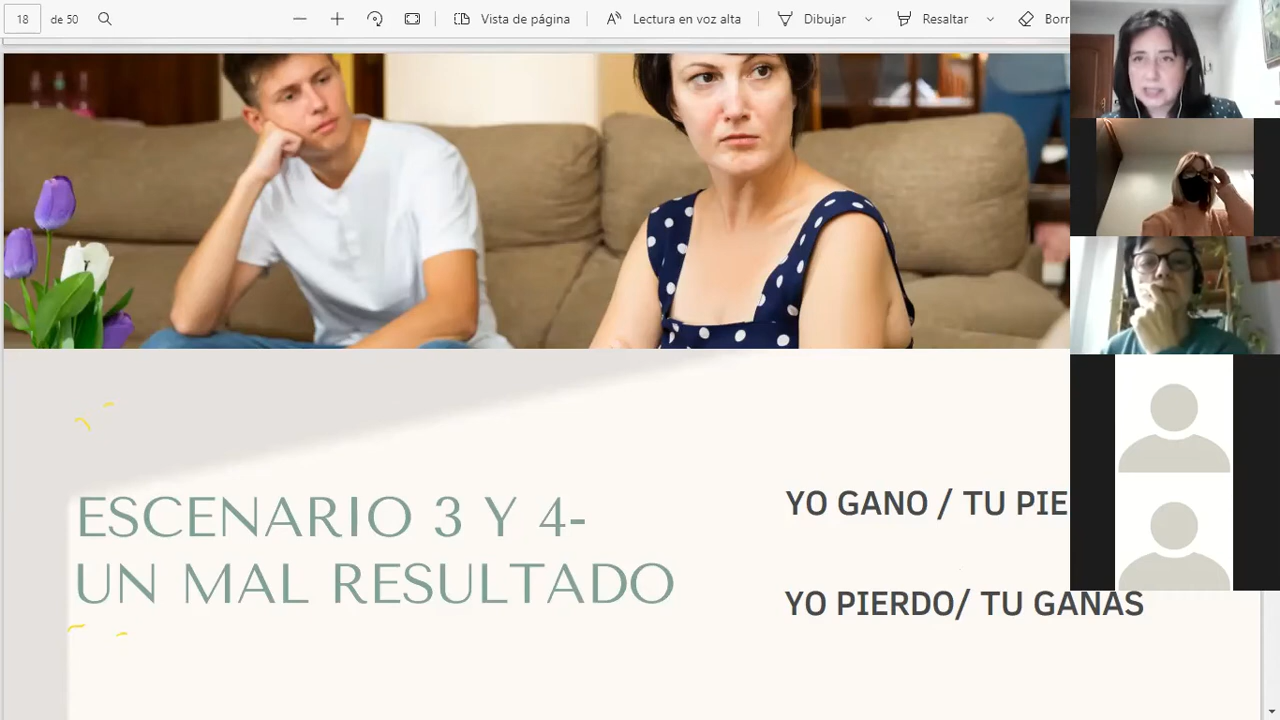 18 de 50 Vista de página Lectura en voz alta Dibujar Resaltar
ESCENARIO 3 Y 4-
UN MAL RESULTADO
YO GANO / TU
YO PIERDO/ TU GANAS